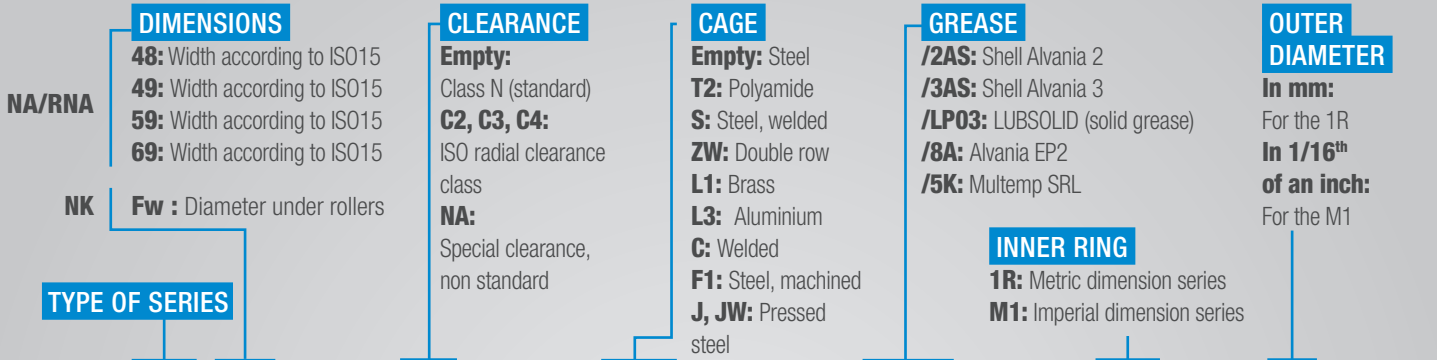 DIMENSIONS
48: Width according to ISO15
49: Width according to ISO15
59: Width according to ISO15
69: Width according to ISO15
NA/RNA
NK
Fw : Diameter under rollers
TYPE OF SERIES
CLEARANCE
Empty:
Class N (standard)
C2, C3, C4:
ISO radial clearance
class
NA:
Special clearance,
non standard
CAGE
Empty: Steel
T2: Polyamide
S: Steel, welded
ZW: Double row
L1: Brass
L3: Aluminium
C: Welded
F1: Steel, machined
J, JW: Pressed
steel
GREASE
/2AS: Shell Alvania 2
/3AS: Shell Alvania 3
/LP03: LUBSOLID (solid grease)
/8A: Alvania EP2
/5K: Multemp SRL
INNER RING
1R: Metric dimension series
M1: Imperial dimension series
OUTER
DIAMETER
In mm:
For the 1R
In 1/16th
of an inch:
For the M1